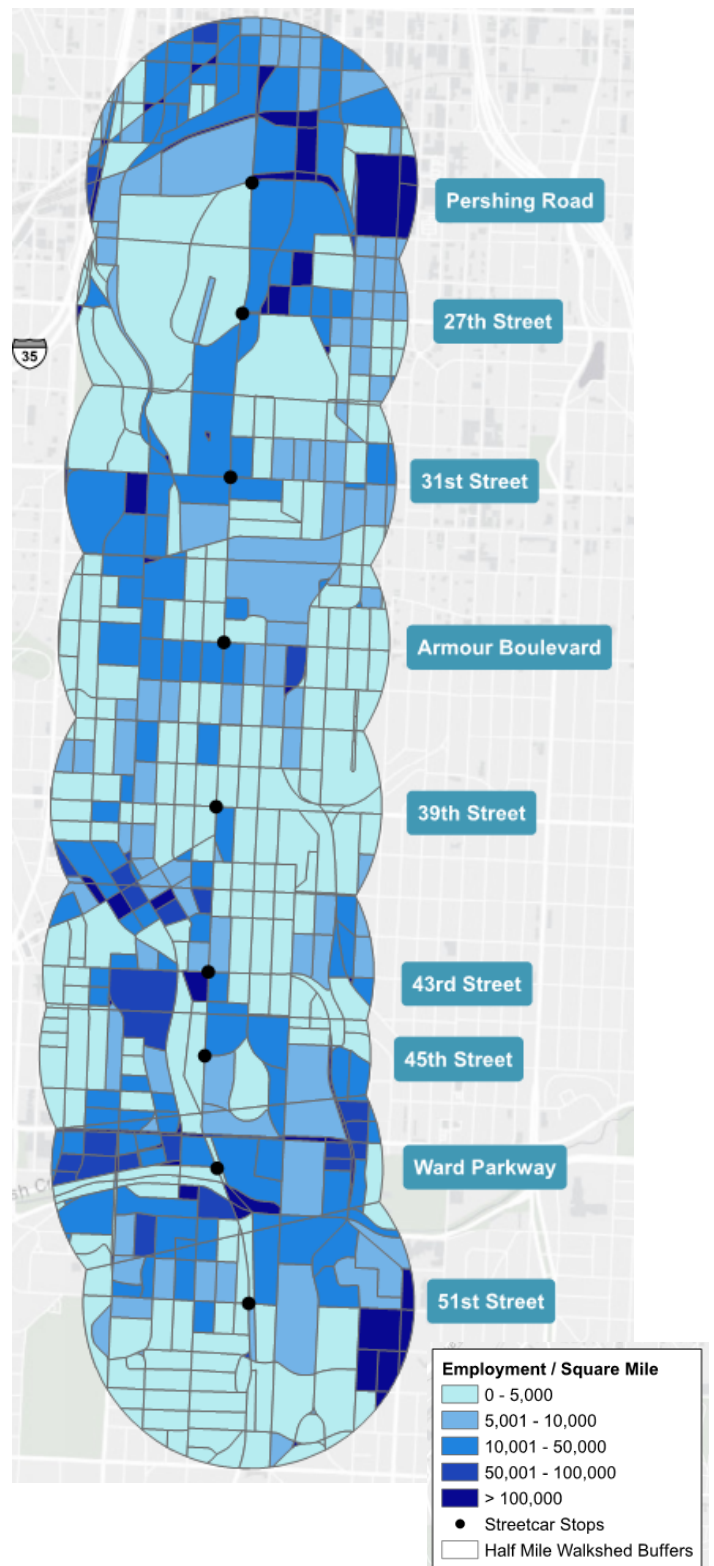 Pershing Road
27th Street
35
31st Street
Armour Boulevard
39th Street
43rd Street
45th Street
Ward Parkway
sh C
51st Street
Employment / Square Mile
0 - 5,000
5,001 - 10,000
10,001 - 50,000
50,001 - 100,000
> 100,000
Streetcar Stops
Half Mile Walkshed Buffers